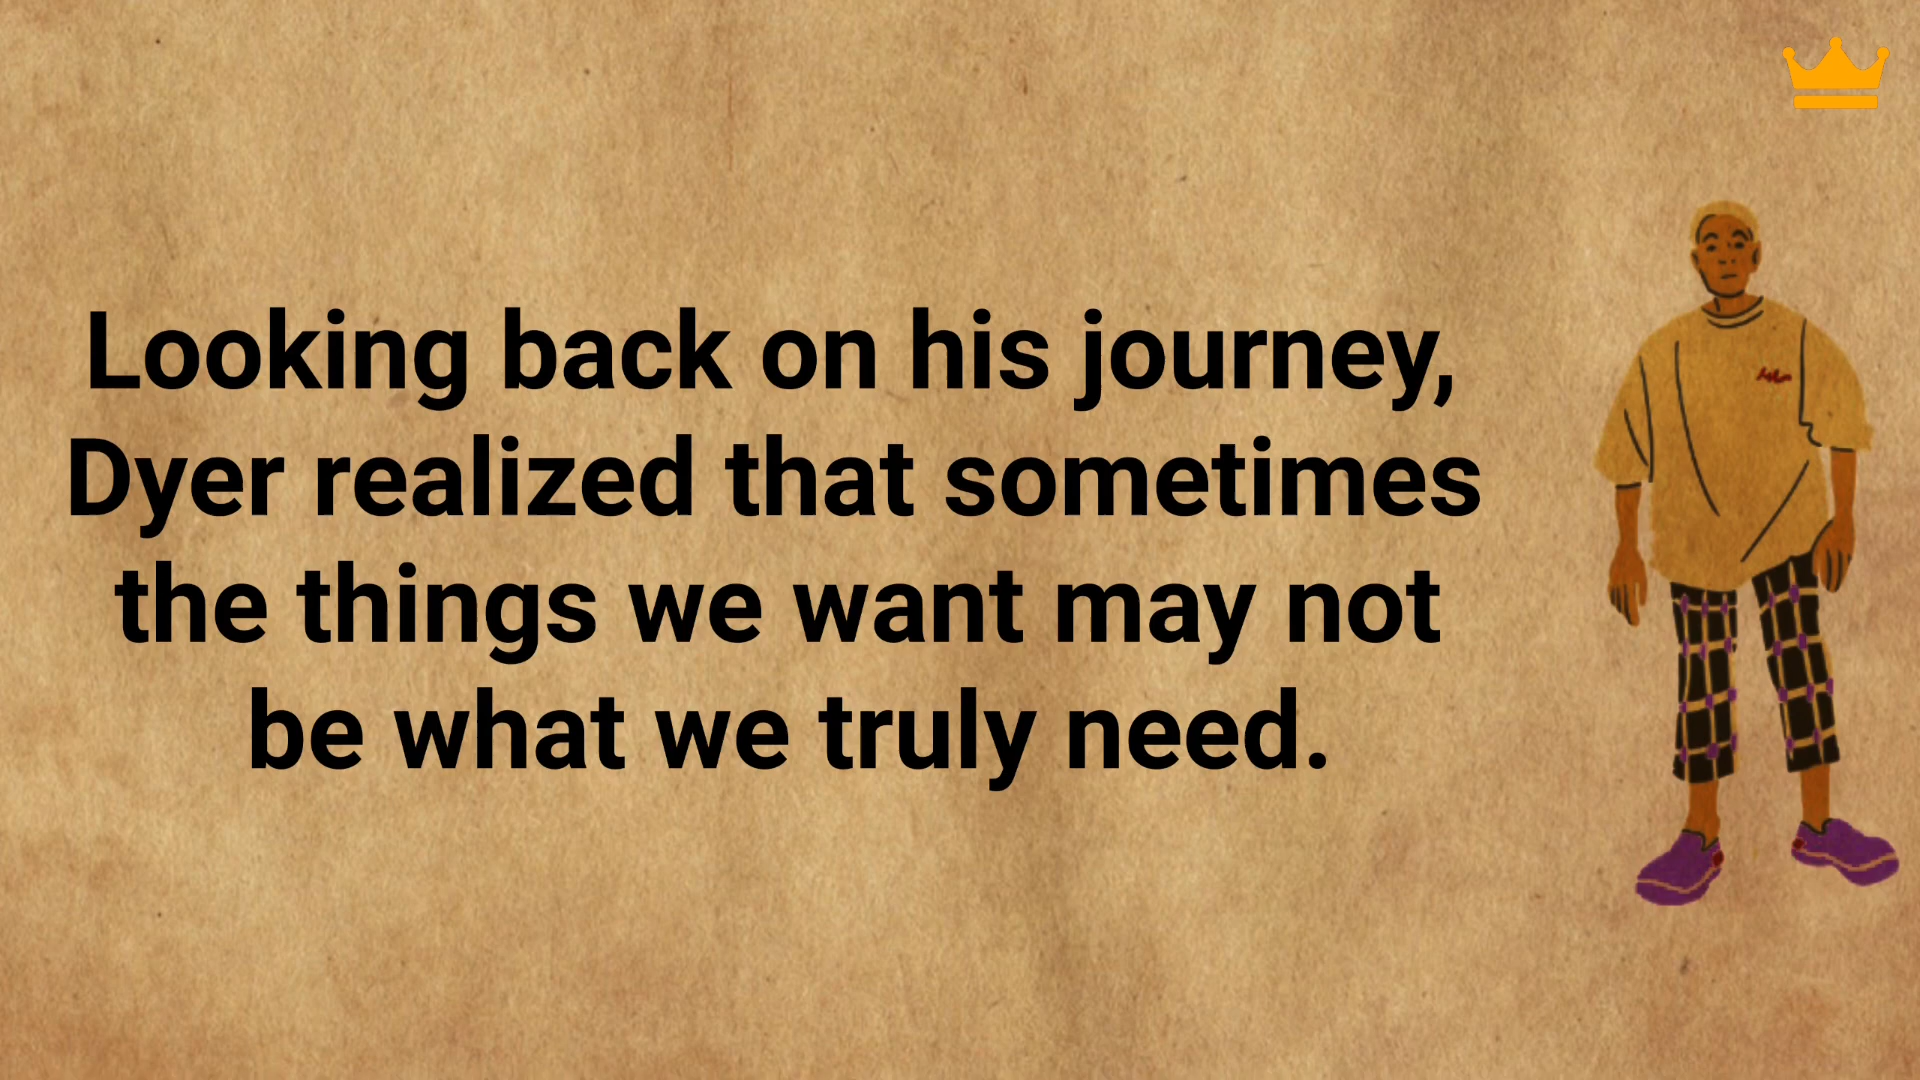 Looking back on his journey,
Dyer realized that sometimes
the things we want may not
be what we truly need.